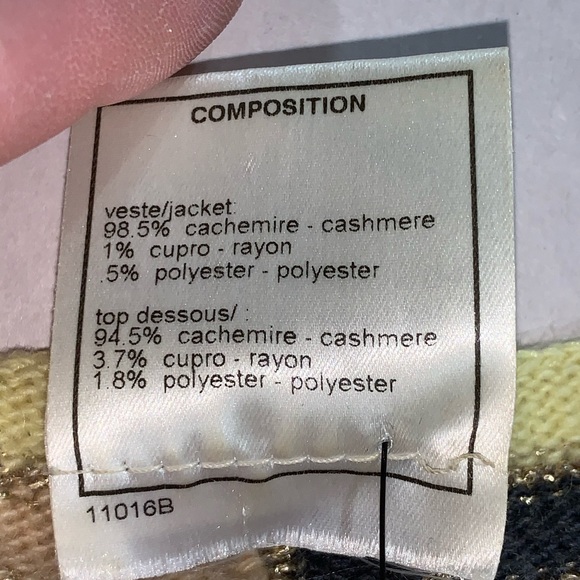 COMPOSITION
veste/jacket:
98.5% cachemire - cashmere
1% cupro - rayon
.5% polyester - polyester
top dessous/ :
94.5% cachemire - cashmere
3.7% cupro - rayon
1.8% polyester - polyester
11016B